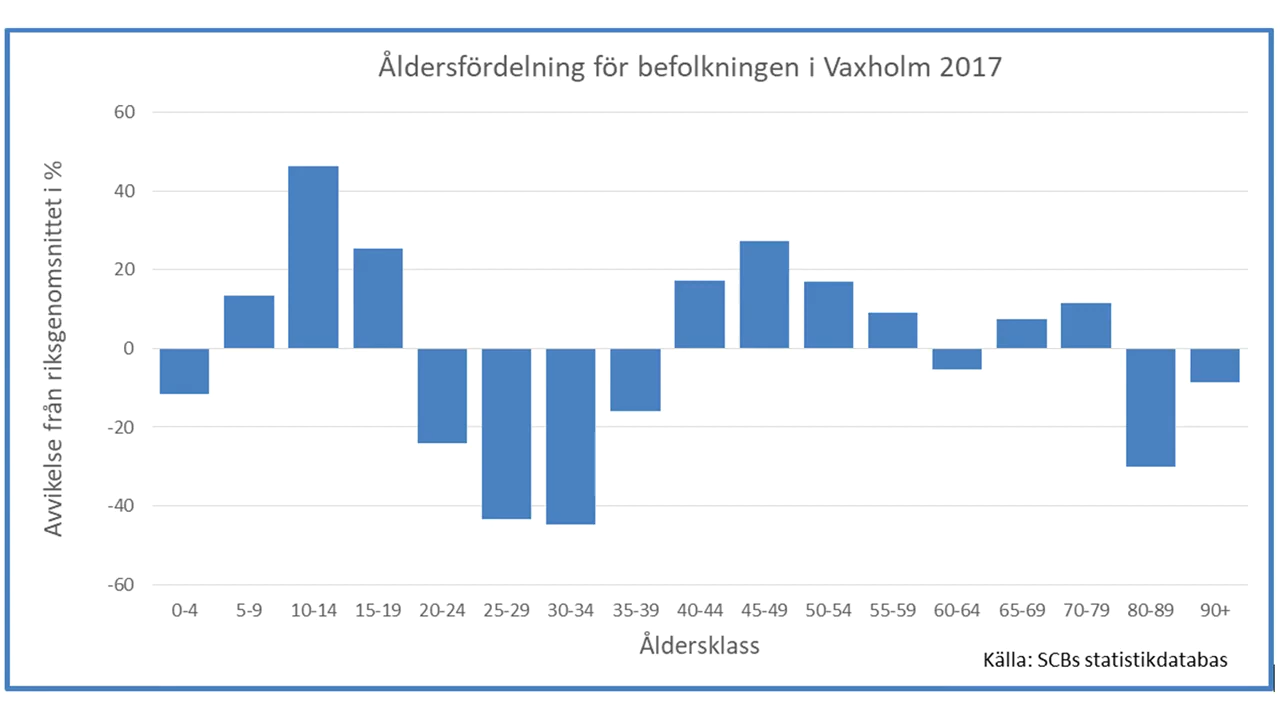 Åldersfördelning för befolkningen i Vaxholm 2017
Avvikelse från riksgenomsnittet i %
60
40
20
0
-20
-40
-60
0-4 5-9 10-14 15-19 20-24 25-29 30-34 35-39 40-44 45-49 50-54 55-59 60-64 65-69 70-79 80-89 90+
Åldersklass
Källa: SCBs statistikdatabas